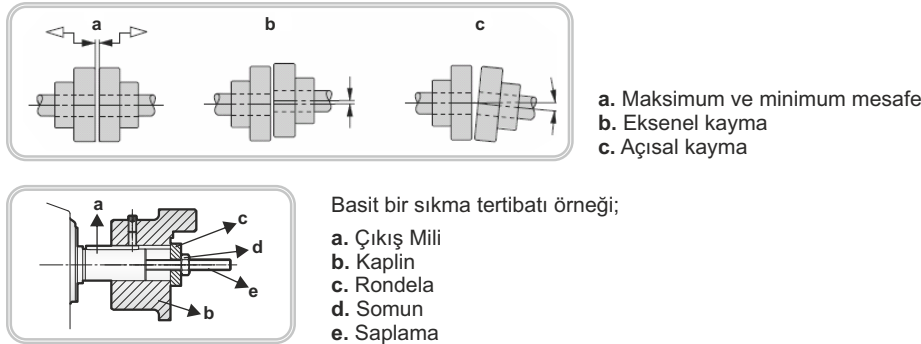 a
b
c
a. Maksimum ve minimum mesafe
b. Eksenel kayma
c. Açısal kayma
a
c
d
e
b
Basit bir sıkma tertibatı örneği;
a. Çıkış Mili
b. Kaplin
c. Rondela
d. Somun
e. Saplama